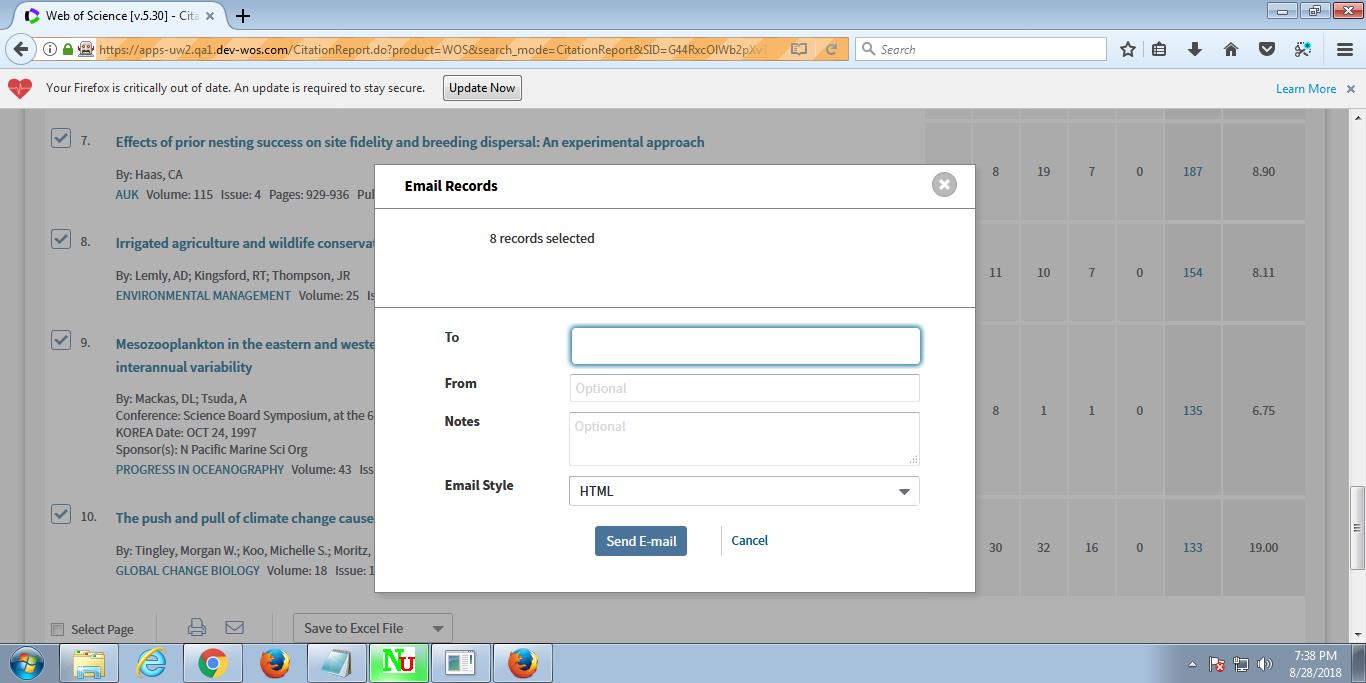 Web of Science [v.5.30] - Cita
https://apps-uw2.qa1.dev-wos.com/CitationReport.do?product=WOS&search_mode=CitationReport&SID=G44RxcOIWb2pXv1
Search
Your Firefox is critically out of date. An update is required to stay secure.
Update Now
Learn More
7. Effects of prior nesting success on site fidelity and breeding dispersal: An experimental approach
By: Haas, CA
AUK Volume: 115 Issue: 4 Pages: 929-936 Pu
8 19 7 0 187 8.90
8. Irrigated agriculture and wildlife conserva
By: Lemly, AD; Kingsford, RT; Thompson, JR
ENVIRONMENTAL MANAGEMENT Volume: 25 Is
11 10 7 0 154 8.11
9. Mesozooplankton in the eastern and weste
interannual variability
By: Mackas, DL; Tsuda, A
Conference: Science Board Symposium, at the 6
KOREA Date: OCT 24, 1997
Sponsor(s): N Pacific Marine Sci Org
PROGRESS IN OCEANOGRAPHY Volume: 43 Iss
8 1 1 0 135 6.75
10. The push and pull of climate change cause
By: Tingley, Morgan W.; Koo, Michelle S.; Moritz,
GLOBAL CHANGE BIOLOGY Volume: 18 Issue: 1
30 32 16 0 133 19.00
Email Records
8 records selected
To
From
Optional
Notes
Optional
Email Style
HTML
Send E-mail
Cancel
Select Page
Save to Excel File
NU
7:38 PM
8/28/2018